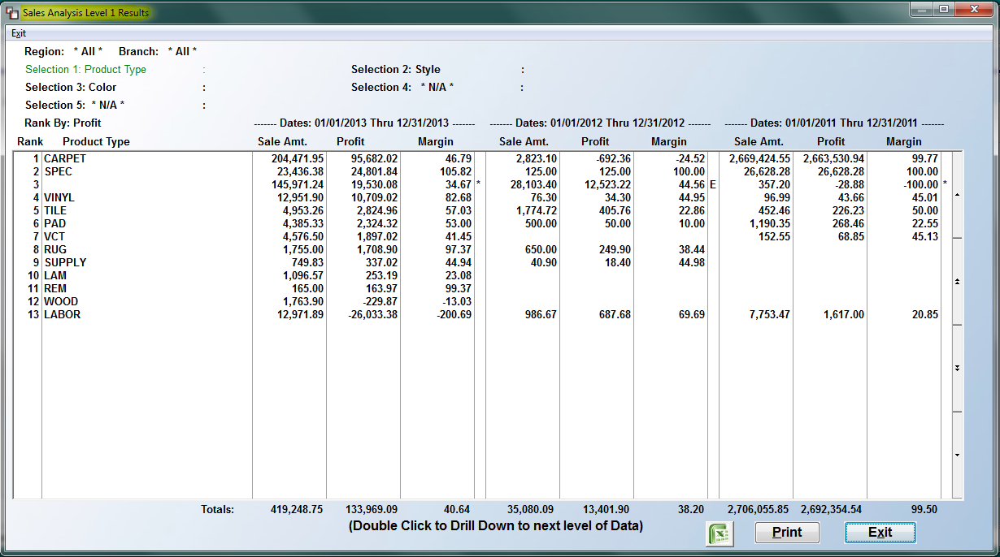 Sales Analysis Level 1 Results
Exit
Region: * All * Branch: * All *
Selection 1: Product Type : Selection 2: Style :
Selection 3: Color : Selection 4: * N/A * :
Selection 5: * N/A * :
Rank By: Profit ------- Dates: 01/01/2013 Thru 12/31/2013 ------- ------- Dates: 01/01/2012 Thru 12/31/2012 ------- ------- Dates: 01/01/2011 Thru 12/31/2011 -------
Rank Product Type Sale Amt. Profit Margin Sale Amt. Profit Margin Sale Amt. Profit Margin
1 CARPET 204,471.95 95,682.02 46.79 2,823.10 -692.36 -24.52 2,669,424.55 2,663,530.94 99.77
2 SPEC 23,436.38 24,801.84 105.82 125.00 125.00 100.00 26,628.28 26,628.28 100.00
3 145,971.24 19,530.08 34.67 * 28,103.40 12,523.22 44.56 E 357.20 -28.88 -100.00 *
4 VINYL 12,951.90 10,709.02 82.68 76.30 34.30 44.95 96.99 43.66 45.01
5 TILE 4,953.26 2,824.96 57.03 1,774.72 405.76 22.86 452.46 226.23 50.00
6 PAD 4,385.33 2,324.32 53.00 500.00 50.00 10.00 1,190.35 268.46 22.55
7 VCT 4,576.50 1,897.02 41.45 152.55 68.85 45.13
8 RUG 1,755.00 1,708.90 97.37 650.00 249.90 38.44
9 SUPPLY 749.83 337.02 44.94 40.90 18.40 44.98
10 LAM 1,096.57 253.19 23.08
11 REM 165.00 163.97 99.37
12 WOOD 1,763.90 -229.87 -13.03
13 LABOR 12,971.89 -26,033.38 -200.69 986.67 687.68 69.69 7,753.47 1,617.00 20.85
Totals: 419,248.75 133,969.09 40.64 35,080.09 13,401.90 38.20 2,706,055.85 2,692,354.54 99.50
(Double Click to Drill Down to next level of Data)
Print Exit